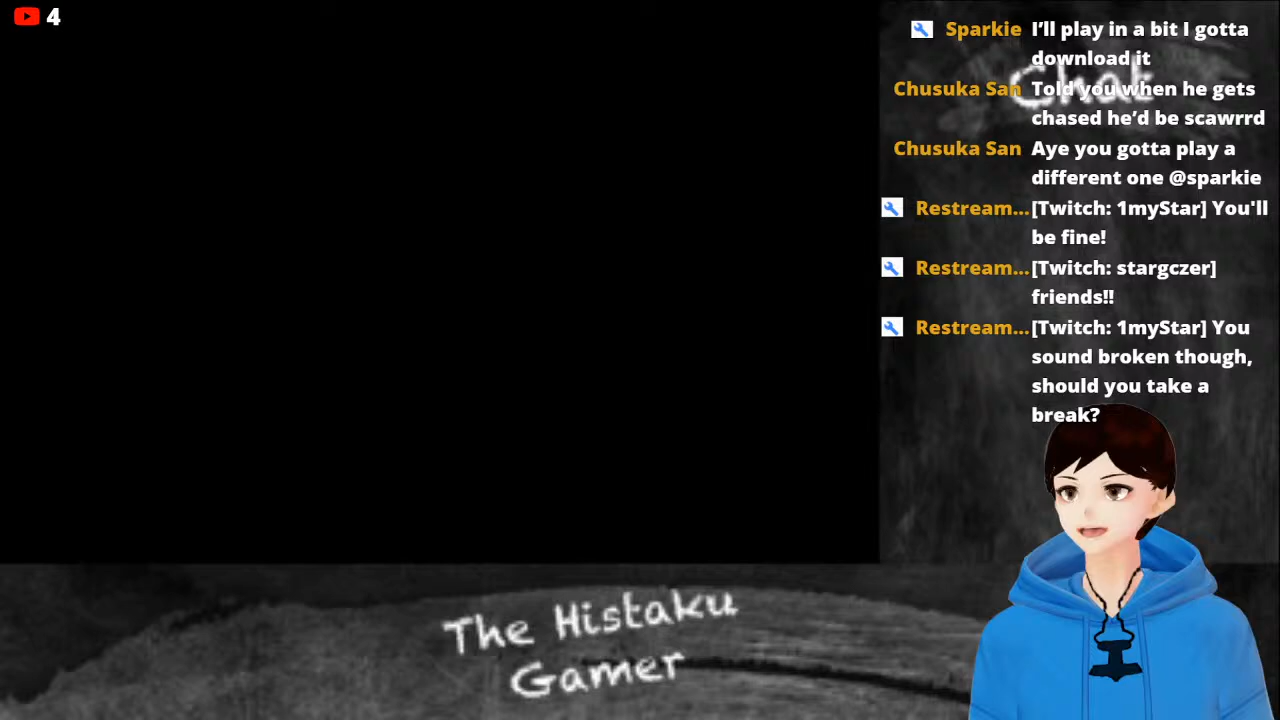 4
Chat
Sparkie I'll play in a bit I gotta
download it
Chusuka San Told you when he gets
chased he'd be scawrrd
Chusuka San Aye you gotta play a
different one @sparkie
Restream... [Twitch: 1myStar] You'll
be fine!
Restream... [Twitch: stargczer]
friends!!
Restream... [Twitch: 1myStar] You
sound broken though,
should you take a
break?
The Histaku
Gamer